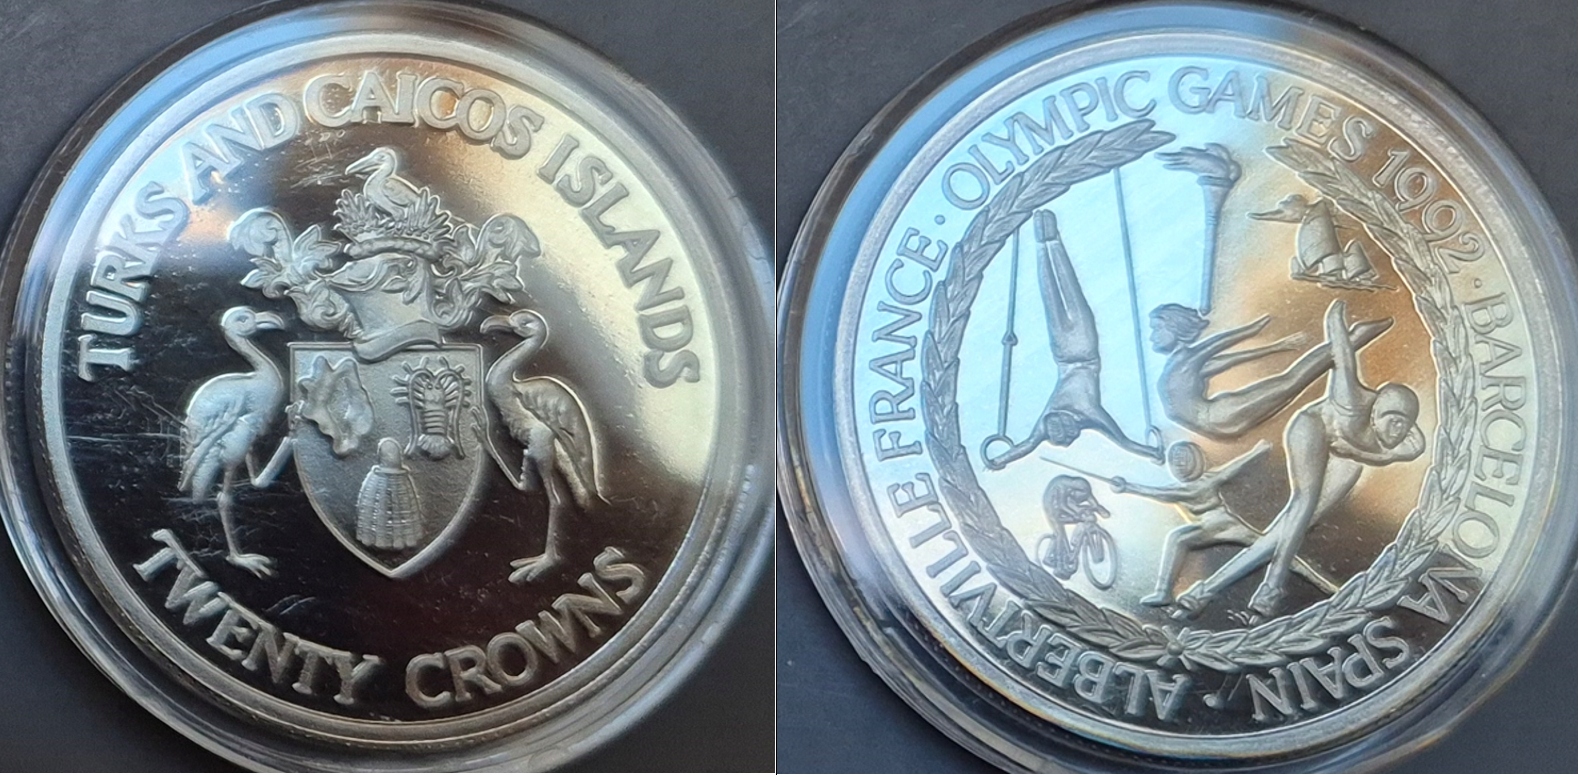 TURKS AND CAICOS ISLANDS
TWENTY CROWNS
OLYMPIC GAMES 1992 · BARCELONA SPAIN · ALBERTVILLE FRANCE ·